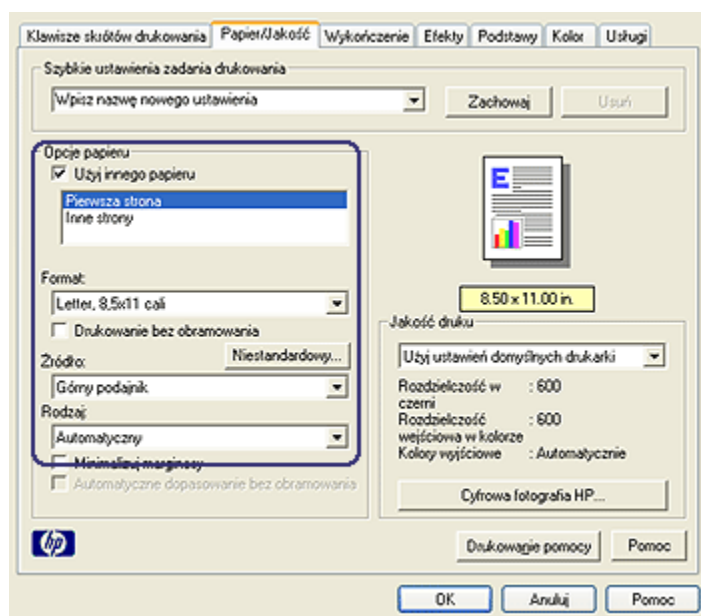 Klawisze skrótów drukowania Papier/Jakość Wykończenie Efekty Podstawy Kolor Usługi
Szybkie ustawienia zadania drukowania
Wpisz nazwę nowego ustawienia Zachowaj Usuń
Opcje papieru
Użyj innego papieru
Pierwsza strona
Inne strony
E
Format:
Letter, 8,5x11 cali
8.50 x 11.00 in.
Drukowanie bez obramowania
Źródło: Niestandardowy...
Górny podajnik
Rodzaj:
Automatyczny
Minimalizuj marginesy
Automatyczne dopasowanie bez obramowania
Jakość druku
Użyj ustawień domyślnych drukarki
Rozdzielczość w : 600
czerni
Rozdzielczość : 600
wejściowa w kolorze
Kolory wyjściowe : Automatycznie
Cyfrowa fotografia HP...
hp Drukowanie pomocy Pomoc
OK Anuluj Pomoc